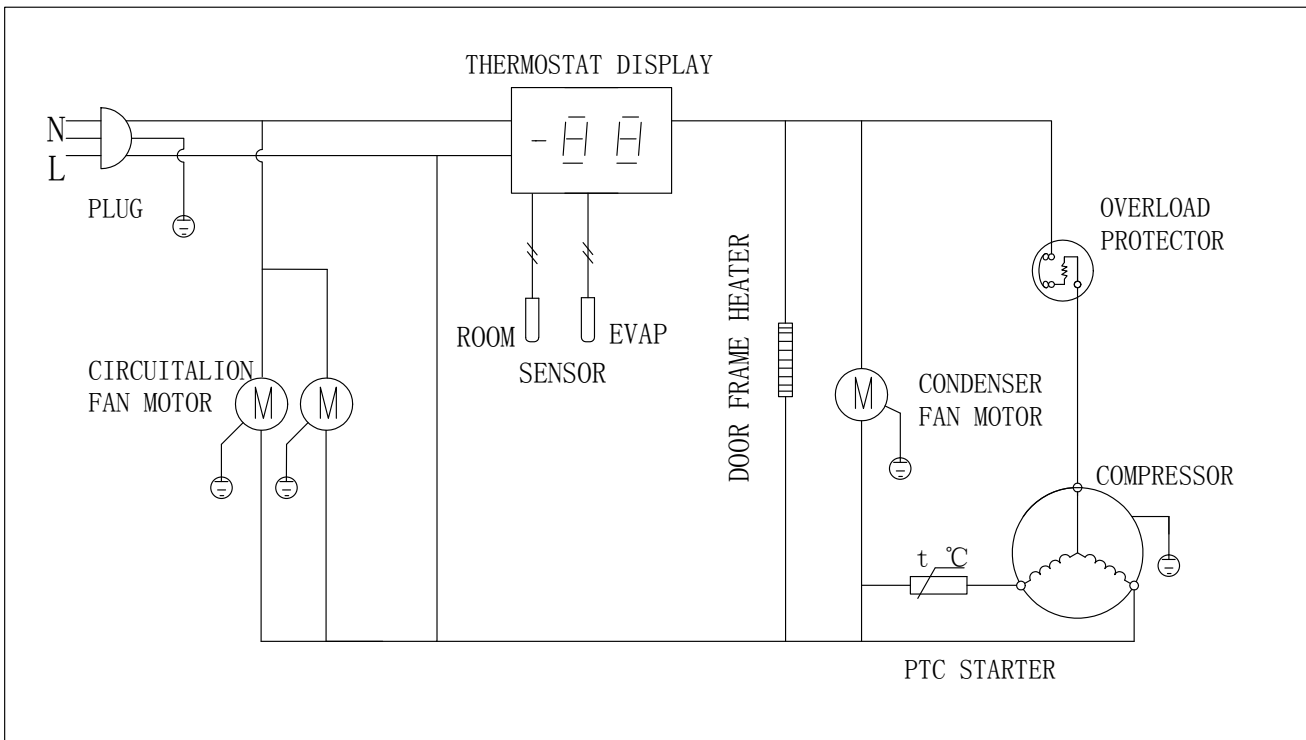 THERMOSTAT DISPLAY
N
L
PLUG
-88
OVERLOAD
PROTECTOR
ROOM
EVAP
SENSOR
DOOR FRAME HEATER
CIRCUITALION
FAN MOTOR
M
M
M
CONDENSER
FAN MOTOR
COMPRESSOR
t ℃
PTC STARTER